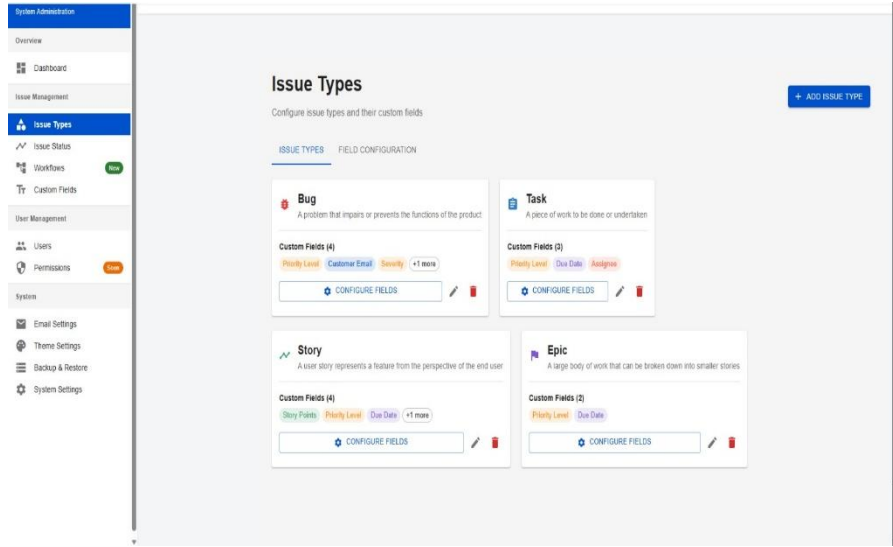 System Administration
Overview
Dashboard
Issue Management
Issue Types
Issue Status
Workflows New
Custom Fields
User Management
Users
Permissions
System
Email Settings
Theme Settings
Backup & Restore
System Settings
Issue Types
+ ADD ISSUE TYPE
Configure issue types and their custom fields
ISSUE TYPES FIELD CONFIGURATION
Bug
A problem that impairs or prevents the functions of the product
Custom Fields (4)
Priority Level Customer Email Severity +1 more
CONFIGURE FIELDS
Task
A piece of work to be done or undertaken
Custom Fields (3)
Priority Level Due Date Assignee
CONFIGURE FIELDS
Story
A user story represents a feature from the perspective of the end user
Custom Fields (4)
Story Points Priority Level Due Date +1 more
CONFIGURE FIELDS
Epic
A large body of work that can be broken down into smaller stories
Custom Fields (2)
Priority Level Due Date
CONFIGURE FIELDS